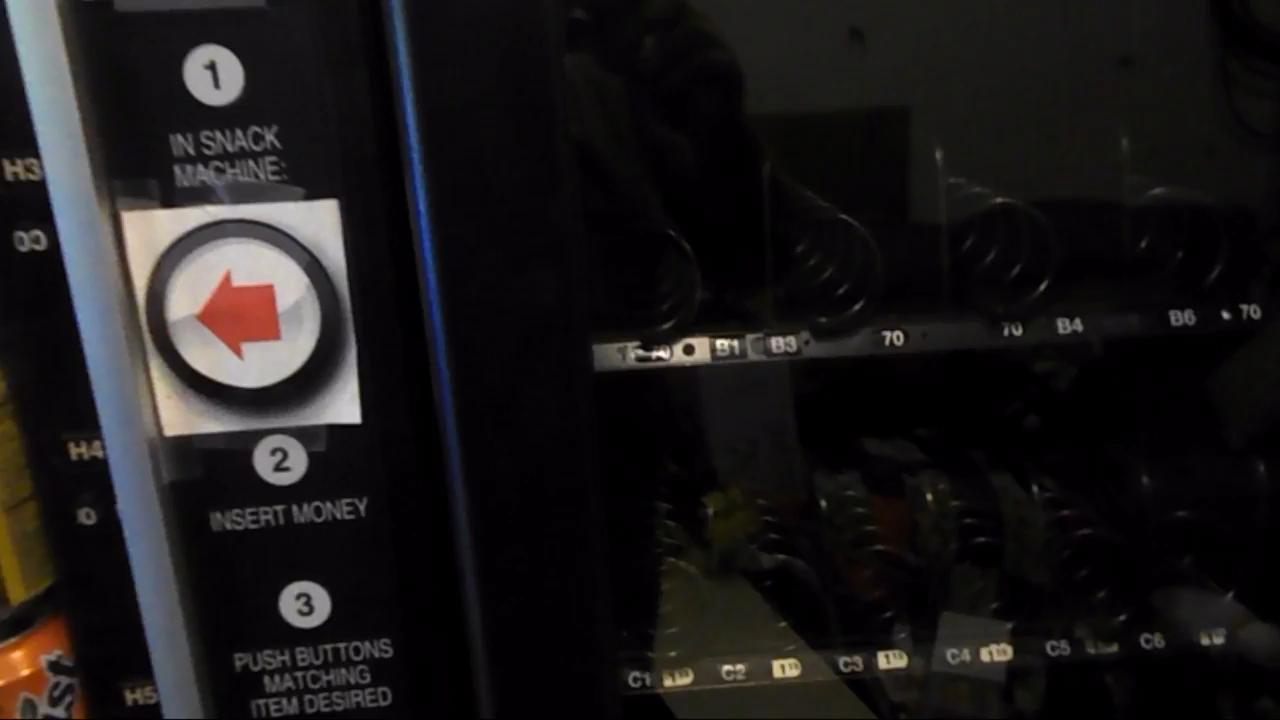 1
IN SNACK
MACHINE:
H3
2
INSERT MONEY
H4
3
PUSH BUTTONS
MATCHING
ITEM DESIRED
H5
70 B1 B3 70 70 B4 B6 70
C1 C2 C3 C4 C5 C6